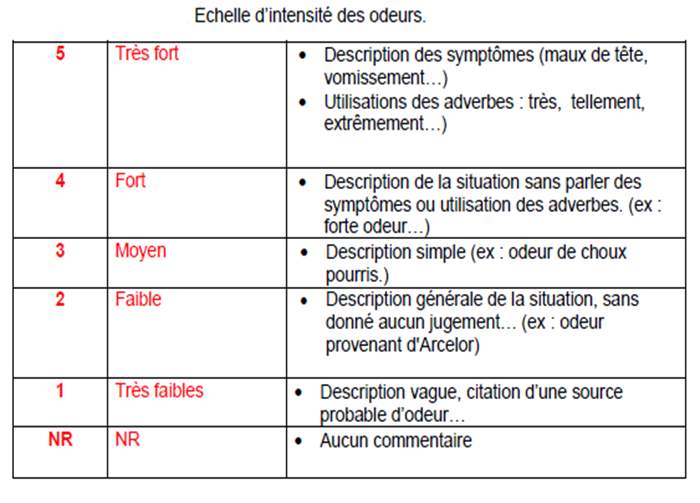 Echelle d'intensité des odeurs.
5 Très fort • Description des symptômes (maux de tête,
vomissement…)
• Utilisations des adverbes : très, tellement,
extrêmement…)
4 Fort • Description de la situation sans parler des
symptômes ou utilisation des adverbes. (ex :
forte odeur…)
3 Moyen • Description simple (ex : odeur de choux
pourris.)
2 Faible • Description générale de la situation, sans
donné aucun jugement… (ex : odeur
provenant d'Arcelor)
1 Très faibles • Description vague, citation d'une source
probable d'odeur…
NR NR • Aucun commentaire